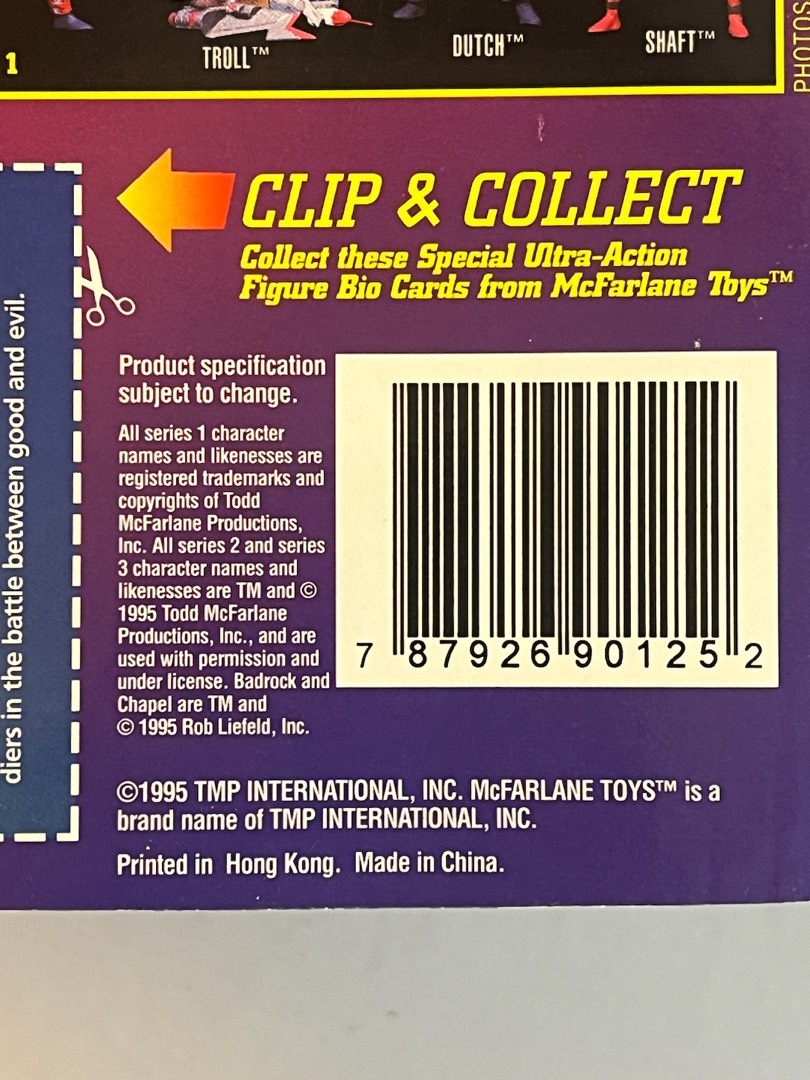 1
TROLL™
DUTCH™
SHAFT™
PHOTOS
CLIP & COLLECT
Collect these Special Ultra-Action
Figure Bio Cards from McFarlane Toys™
diers in the battle between good and evil.
Product specification
subject to change.
All series 1 character
names and likenesses are
registered trademarks and
copyrights of Todd
McFarlane Productions,
Inc. All series 2 and series
3 character names and
likenesses are TM and ©
1995 Todd McFarlane
Productions, Inc., and are
used with permission and
under license. Badrock and
Chapel are TM and
© 1995 Rob Liefeld, Inc.
7 87926 90125 2
©1995 TMP INTERNATIONAL, INC. McFARLANE TOYS™ is a
brand name of TMP INTERNATIONAL, INC.
Printed in Hong Kong. Made in China.